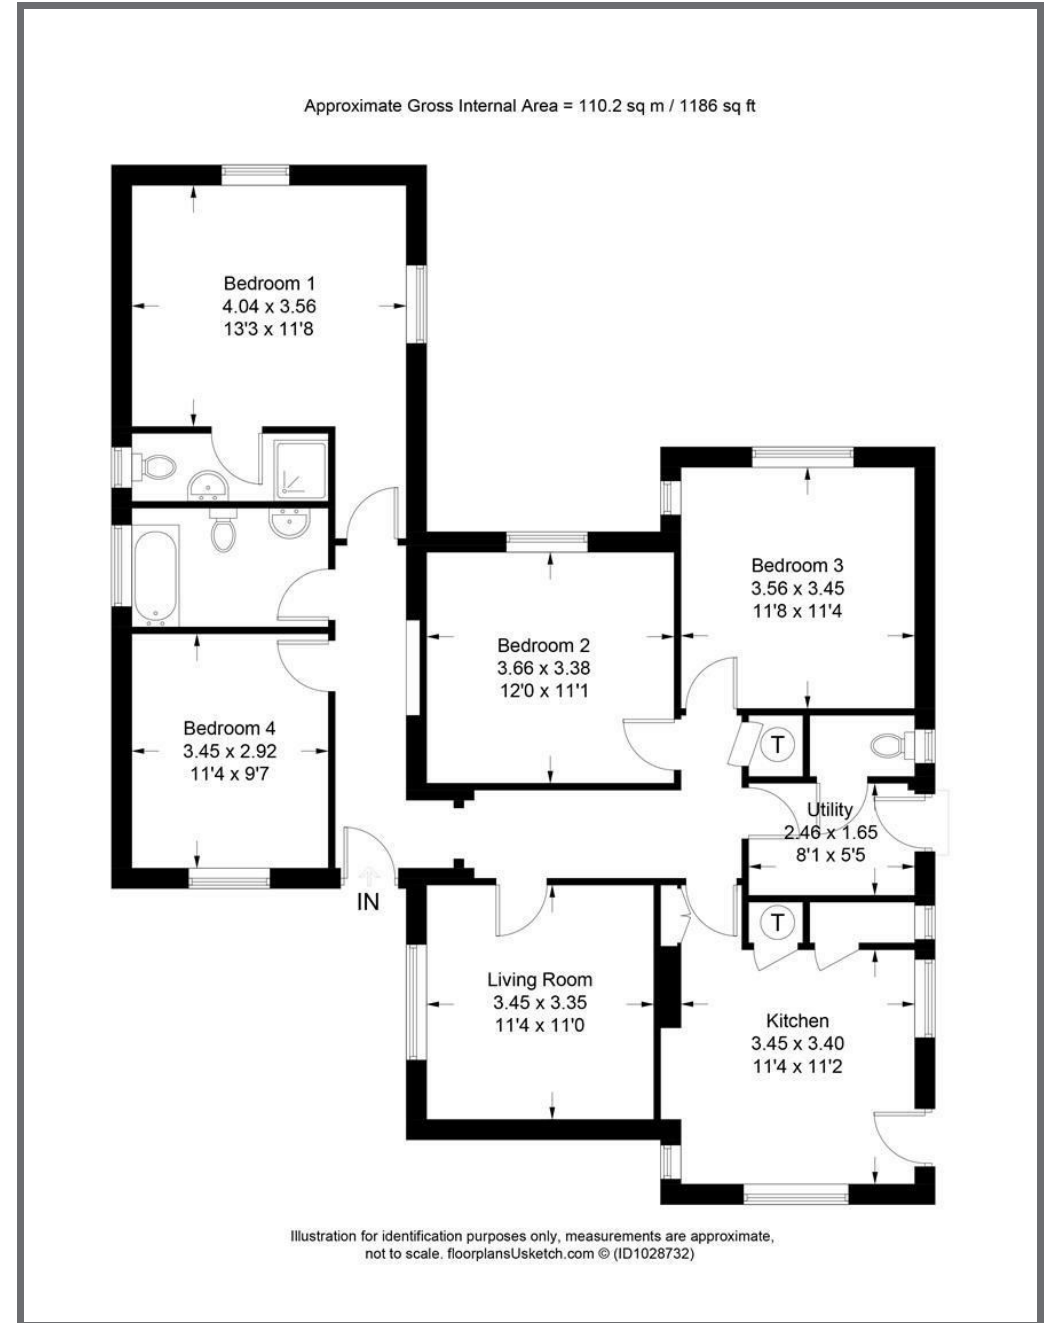 Approximate Gross Internal Area = 110.2 sq m / 1186 sq ft
Bedroom 1
4.04 x 3.56
13'3 x 11'8
Bedroom 3
3.56 x 3.45
11'8 x 11'4
Bedroom 2
3.66 x 3.38
12'0 x 11'1
Bedroom 4
3.45 x 2.92
11'4 x 9'7
T
Utility
2.46 x 1.65
8'1 x 5'5
IN
T
Living Room
3.45 x 3.35
11'4 x 11'0
Kitchen
3.45 x 3.40
11'4 x 11'2
Illustration for identification purposes only, measurements are approximate,
not to scale. floorplansUsketch.com © (ID1028732)